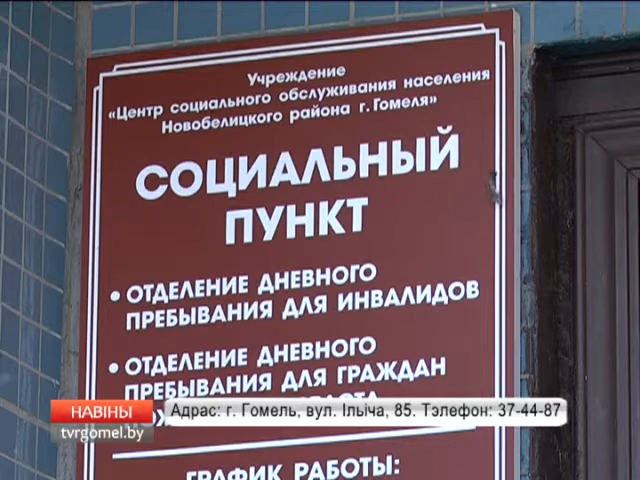 Учреждение
«Центр социального обслуживания населения
Новобелицкого района г. Гомеля»
СОЦИАЛЬНЫЙ
ПУНКТ
• ОТДЕЛЕНИЕ ДНЕВНОГО
ПРЕБЫВАНИЯ ДЛЯ ИНВАЛИДОВ
• ОТДЕЛЕНИЕ ДНЕВНОГО
ПРЕБЫВАНИЯ ДЛЯ ГРАЖДАН
НАВІНЫ
Адрас: г. Гомель, вул. Ільіча, 85. Тэлефон: 37-44-87
tvrgomel.by
ГРАФИК РАБОТЫ: